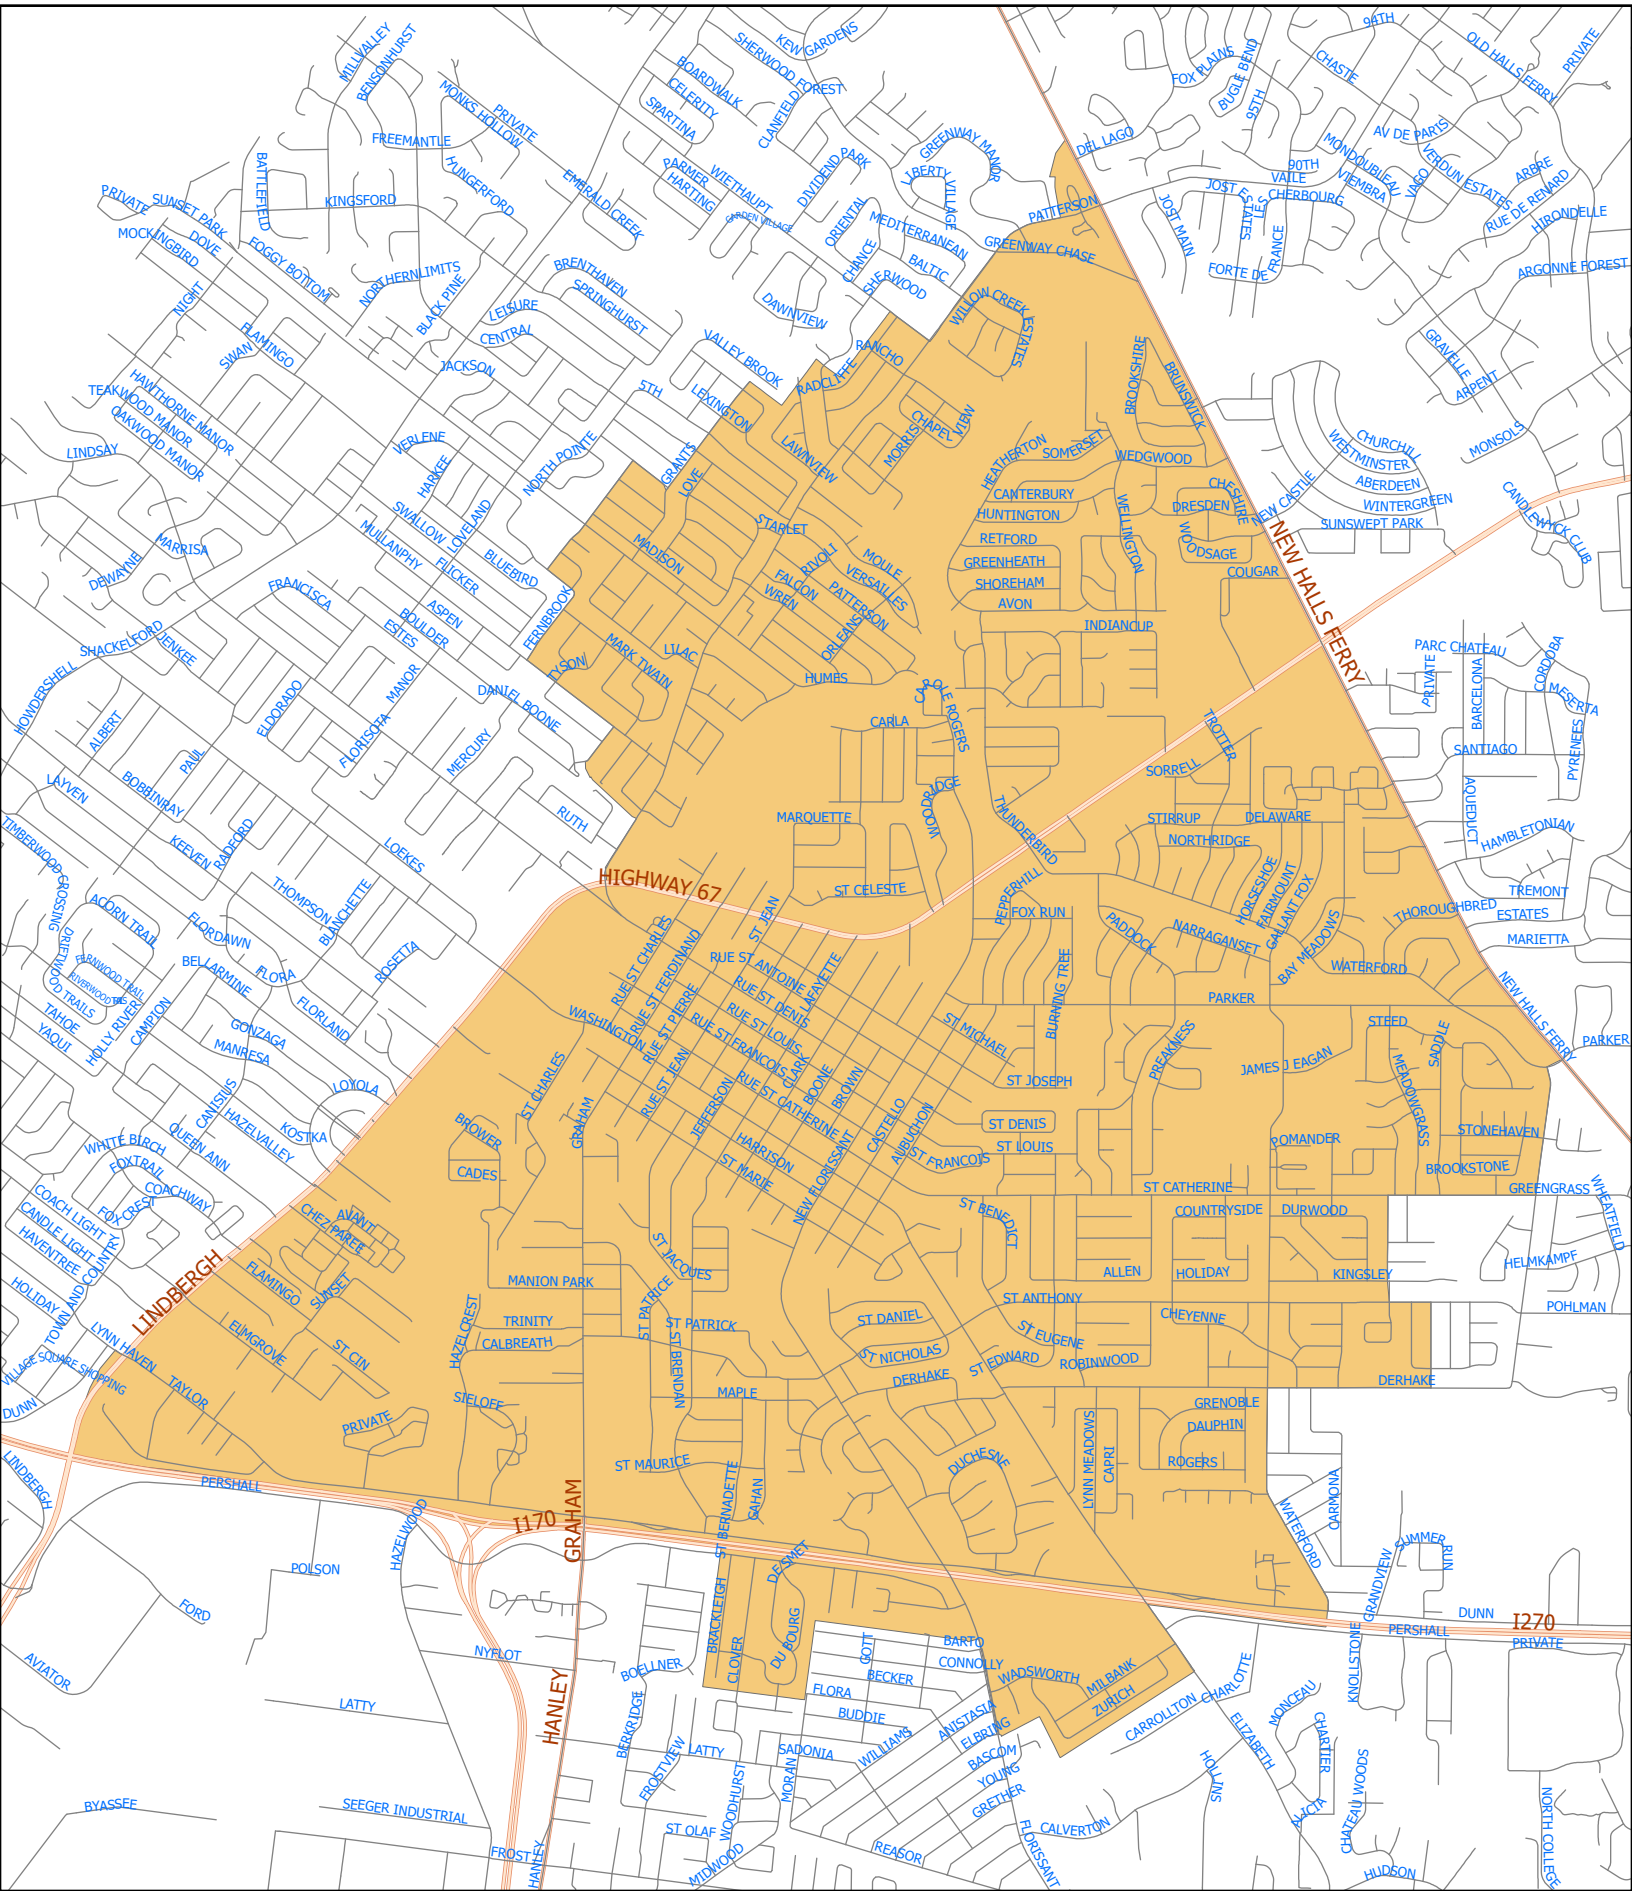 94TH
OLD HALLS FERRY
PRIVATE
KEW GARDENS
SHERWOOD FOREST
MILL VALLEY
BENSONHURST
CHASTE
FOX PLAINS
BUGLE BEND
95TH
BOARDWALK
CELERITY
SPARTINA
CLANFIELD
MONKS HOLLOW
PRIVATE
FREEMANTLE
HUNGERFORD
GREENWAY MANOR
DEL LAGO
AV DE PARIS
MONDOUBLEAU
VERDUN ESTATES
ARBRE
90TH
VAILE
VIEMBRA
VAGO
RUE DE RENARD
HIRONDELLE
BATTLEFIELD
PARMER
HARTING
WIETHAUPT
DIVIDEND PARK
LIBERTY
VILLAGE
JOST ESTATES
LES CHERBOURG
EMERALD CREEK
KINGSFORD
PRIVATE
SUNSET PARK
GARDEN VILLAGE
ORIENTAL
MEDITERRANEAN
PATTERSON
JOST MAIN
FRANCE
FORTE DE
ARGONNE FOREST
MOCKINGBIRD
DOVE
FOGGY BOTTOM
NORTHERNLIMITS
BRENTHAVEN
SPRINGHURST
CHANCE
SHERWOOD
BALTIC
GREENWAY CHASE
NIGHT
BLACK PINE
LEISURE
CENTRAL
DAWNVIEW
WILLOW CREEK ESTATES
FLAMINGO
SWAN
JACKSON
VALLEY BROOK
RADCLIFFE
RANCHO
BROOKSHIRE
BRUNSWICK
GRAVELLE
ARPENT
TEAKWOOD MANOR
HAWTHORNE MANOR
OAKWOOD MANOR
5TH
LEXINGTON
CHAPEL VIEW
MORRIS
LINDSAY
VERLENE
HARKEE
NORTH POINTE
GRANTS
LOVE
LAWNVIEW
HEATHERTON
SOMERSET
WEDGWOOD
WESTMINSTER
CHURCHILL
ABERDEEN
WINTERGREEN
MONSOLS
SUNSWEPT PARK
CANDLEWYCK CLUB
CANTERBURY
HUNTINGTON
WELLINGTON
DRESDEN
CHESHIRE
NEW CASTLE
SWALLOW
LOVELAND
MULLANPHY
FLICKER
BLUEBIRD
MARRISA
DEWAYNE
STARLET
MADISON
RETFORD
GREENHEATH
SHOREHAM
AVON
WOODSAGE
COUGAR
NEW HALLS FERRY
RIVOLI
MOULE
VERSAILLES
FALCON
WREN
PATTERSON
ORLEANS
FRANCISCA
ASPEN
BOULDER
ESTES
FERNBROOK
INDIANCUP
SHACKELFORD
JENKEE
TYSON
MARK TWAIN
LILAC
HUMES
PARC CHATEAU
CORDOBA
PRIVATE
BARCELONA
MESERTA
HOWDERSHELL
ELDORADO
MANOR
DANIEL BOONE
CAROLE ROGERS
ALBERT
FLORISOTA
MERCURY
CARLA
TROTTER
SANTIAGO
PYRENEES
PAUL
LAYVEN
BOBBINRAY
SORRELL
WOODRIDGE
THUNDERBIRD
AQUEDUCT
TIMBERWOOD CROSSING
KEEVEN
RADFORD
RUTH
LOEKES
MARQUETTE
STIRRUP
DELAWARE
NORTHRIDGE
HAMBLETONIAN
HIGHWAY 67
ST CELESTE
PEPPERHILL
HORSESHOE
FAIRMOUNT
GALLANT FOX
TREMONT
THOROUGHBRED
ESTATES
MARIETTA
ACORN TRAIL
THOMPSON
BLANCHETTE
ST JEAN
FOX RUN
PADDOCK
NARRAGANSET
BAY MEADOWS
FLORDAWN
RUE ST CHARLES
RUE ST FERDINAND
RUE ST ANTOINE
WATERFORD
DRIFTWOOD TRAILS
FERNWOOD TRAIL
RIVERWOOD TRAILS
BELLARMINE
FLORA
ROSETTA
RUE ST DENIS
LAFAYETTE
BURNING TREE
PARKER
NEW HALLS FERRY
PARKER
TAHOE
YAQUI
HOLLY RIVER
CAMPION
FLORLAND
GONZAGA
MANRESA
WASHINGTON
RUE ST PIERRE
RUE ST LOUIS
RUE ST FRANCOIS
ST MICHAEL
PREAKNESS
STEED
SADDLE
JAMES J EAGAN
MEADOWGRASS
RUE ST JEAN
CLARK
BOONE
BROWN
ST JOSEPH
ST CHARLES
LOYOLA
CANISIUS
HAZELVALLEY
KOSTKA
BROWER
GRAHAM
JEFFERSON
RUE ST CATHERINE
CASTELLO
AUBUCHON
ST DENIS
ST LOUIS
ST FRANCOIS
POMANDER
STONEHAVEN
BROOKSTONE
WHITE BIRCH
QUEEN ANN
FOXTRAIL
COACHWAY
CADES
HARRISON
ST MARIE
NEW FLORISSANT
ST CATHERINE
GREENGRASS
WHEATFIELD
COACH LIGHT
FOXCREST
CANDLE LIGHT
HAVENTREE
AVANT
CHEZ PAREE
ST BENEDICT
COUNTRYSIDE
DURWOOD
LINDBERGH
FLAMINGO
SUNSET
ST JACQUES
MANION PARK
ALLEN
HOLIDAY
KINGSLEY
HELMKAMPF
HOLIDAY
TOWN AND COUNTRY
ST PATRICE
ST ANTHONY
POHLMAN
LYNN HAVEN
ELMGROVE
ST CIN
HAZELCREST
TRINITY
CALBREATH
ST PATRICK
ST DANIEL
ST EUGENE
CHEYENNE
VILLAGE SQUARE SHOPPING
ST BRENDAN
ST NICHOLAS
ST EDWARD
ROBINWOOD
DUNN
TAYLOR
SIELOFF
MAPLE
DERHAKE
DERHAKE
PRIVATE
GRENOBLE
DAUPHIN
LYNN MEADOWS
CAPRI
ROGERS
LINDBERGH
PERSHALL
ST MAURICE
DUCHESNE
ST BERNADETTE
GAHAN
I170
GRAHAM
HAZELWOOD
WATERFORD
CARMONA
SUMMER RUN
POLSON
DE SMET
GRANDVIEW
FORD
BRACKLEIGH
DU BOURG
DUNN
I270
PERSHALL
PRIVATE
NYFLOT
CLOVER
GOTT
BARTO
CONNOLLY
KNOLLSTONE
AVIATOR
BOELLNER
BECKER
WADSWORTH
MILBANK
ZURICH
CHARLOTTE
LATTY
HANLEY
BERKRIDGE
FLORA
BUDDIE
ANISTASIA
CARROLLTON
MONCEAU
ELIZABETH
CHARTIER
LATTY
FROSTVIEW
SADONIA
WILLIAMS
ELBRING
BASCOM
YOUNG
GRETHER
HOLLINS
CHATEAU WOODS
BYASSEE
SEEGER INDUSTRIAL
WOODHURST
MORAN
ST OLAF
CALVERTON
ALICIA
NORTH COLLEGE
FROST
HANLEY
MIDWOOD
REASOR
FLORISSANT
HUDSON